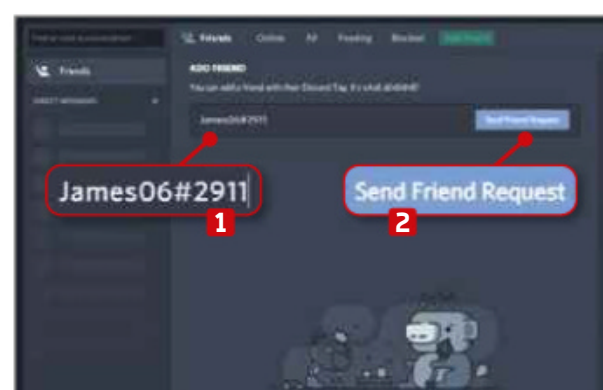 Friends Online All Pending Blocked Add Friend
Friends
ADD FRIEND
You can add a friend with their Discord Tag. It's cAsE sEnSitIvE!
DIRECT MESSAGES +
James06#2911 Send Friend Request
James06#2911 Send Friend Request
1 2